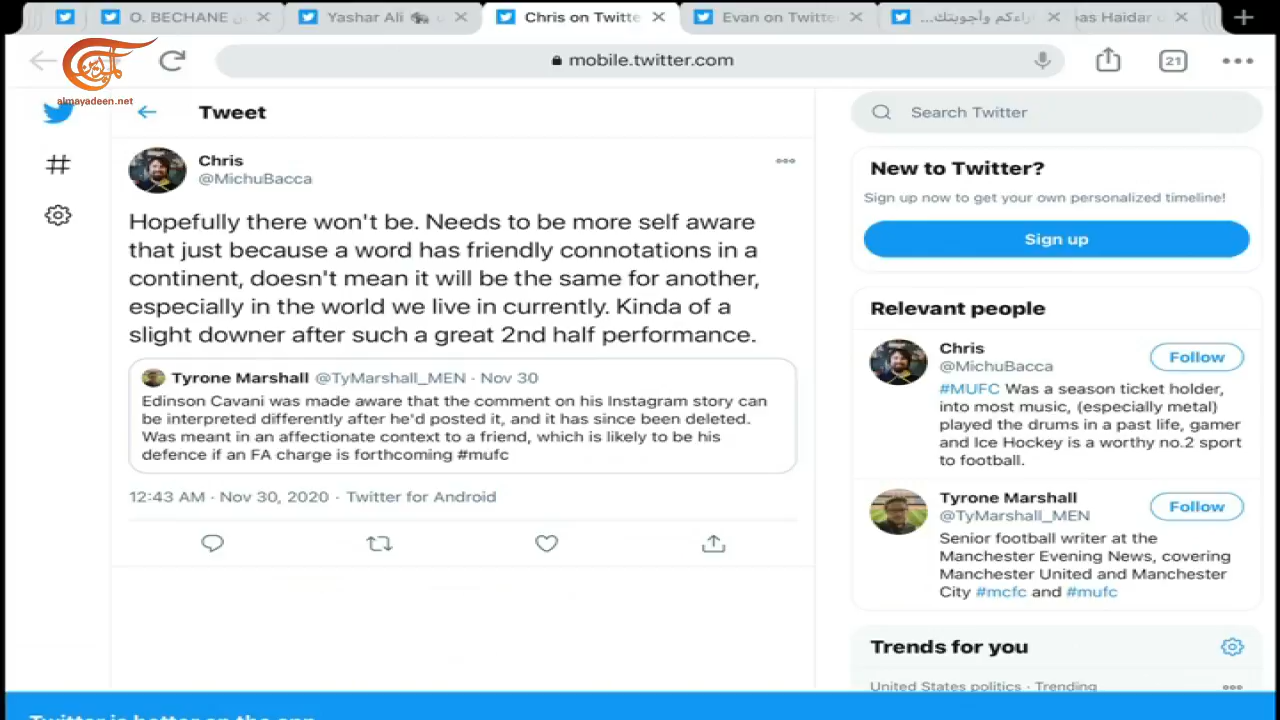 O. BECHANE
Yashar Ali
Chris on Twitte
Evan on Twitte
راءكم وأجوبتك...
as Haidar
الميادين
almayadeen.net
mobile.twitter.com
21
Tweet
Search Twitter
Chris
@MichuBacca
Hopefully there won't be. Needs to be more self aware
that just because a word has friendly connotations in a
continent, doesn't mean it will be the same for another,
especially in the world we live in currently. Kinda of a
slight downer after such a great 2nd half performance.
Tyrone Marshall @TyMarshall_MEN · Nov 30
Edinson Cavani was made aware that the comment on his Instagram story can
be interpreted differently after he'd posted it, and it has since been deleted.
Was meant in an affectionate context to a friend, which is likely to be his
defence if an FA charge is forthcoming #mufc
12:43 AM · Nov 30, 2020 · Twitter for Android
New to Twitter?
Sign up now to get your own personalized timeline!
Sign up
Relevant people
Chris
@MichuBacca
Follow
#MUFC Was a season ticket holder,
into most music, (especially metal)
played the drums in a past life, gamer
and Ice Hockey is a worthy no.2 sport
to football.
Tyrone Marshall
@TyMarshall_MEN
Follow
Senior football writer at the
Manchester Evening News, covering
Manchester United and Manchester
City #mcfc and #mufc
Trends for you
United States politics · Trending
Twitter is better on the app